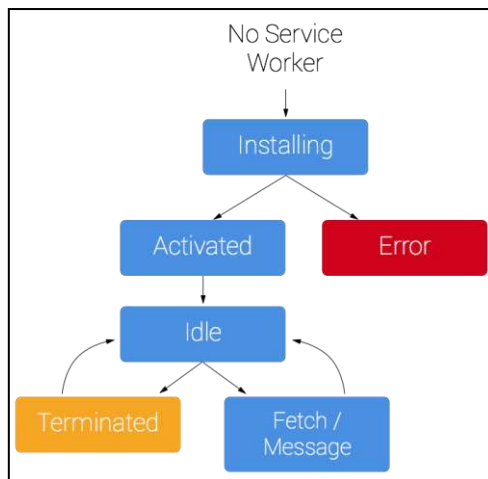 No Service
Worker
Installing
Activated
Error
Idle
Terminated
Fetch /
Message